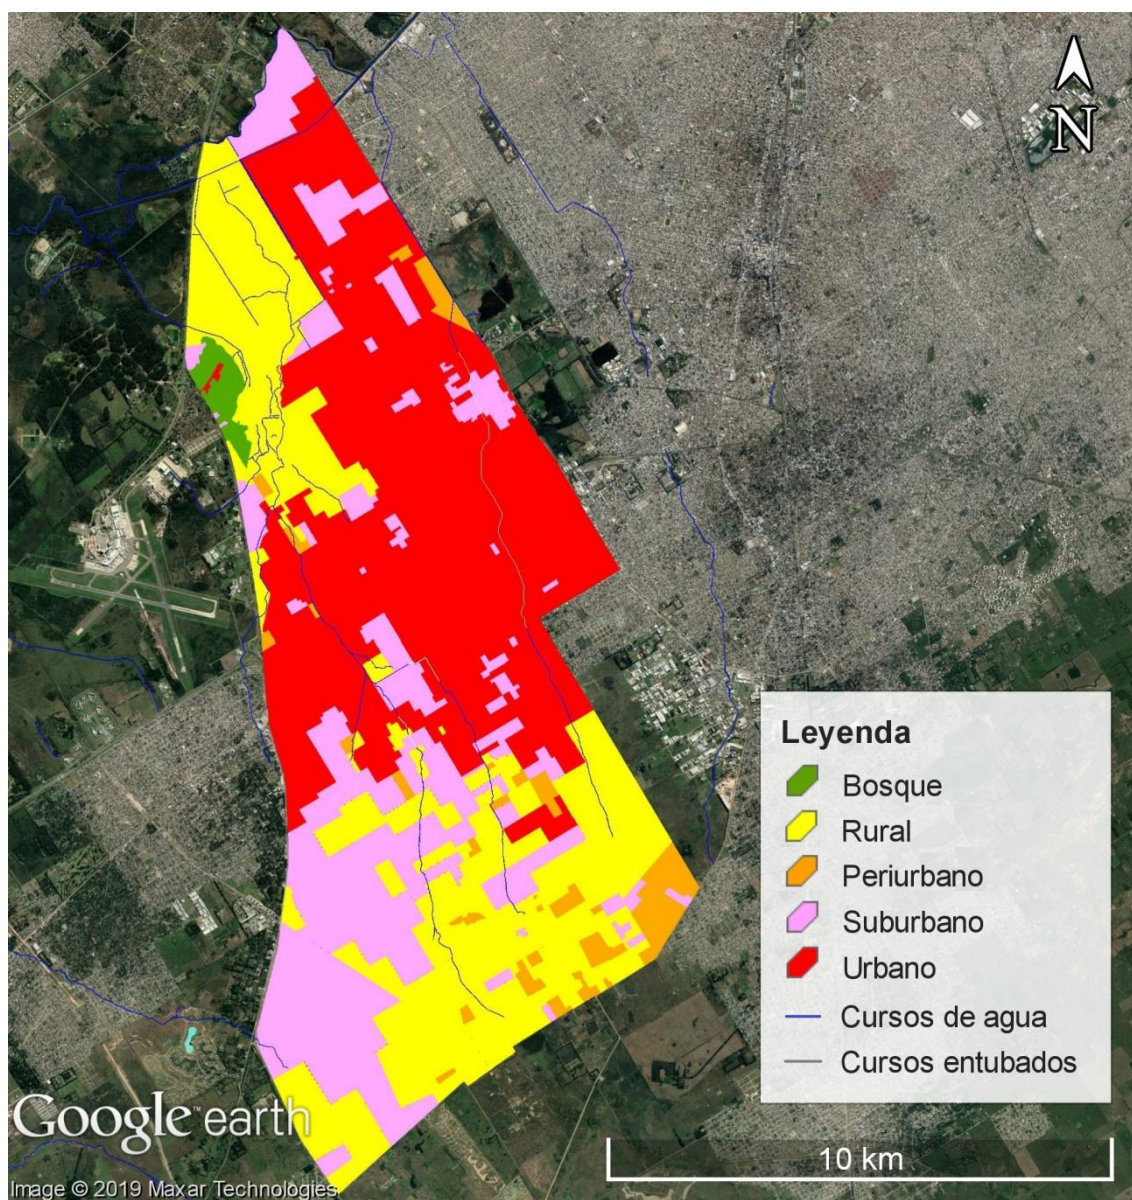 N
Leyenda
Bosque
Rural
Periurbano
Suburbano
Urbano
Cursos de agua
Cursos entubados
Google earth
10 km
Image © 2019 Maxar Technologies